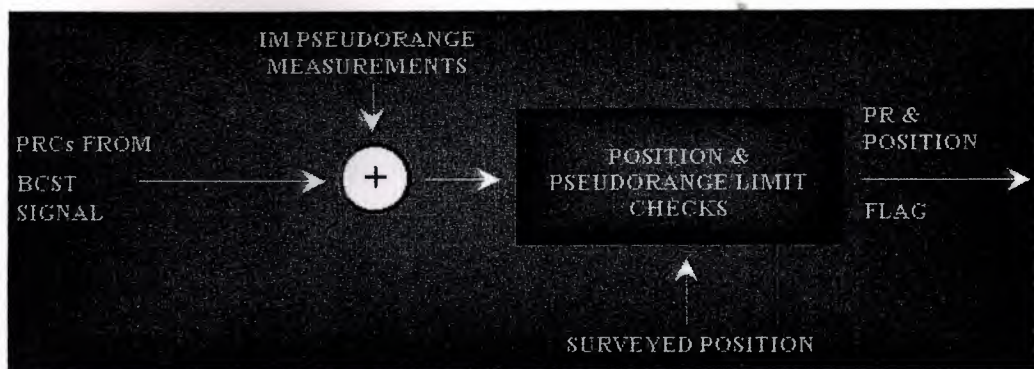 IM PSEUDORANGE
MEASUREMENTS
PRCs FROM
BCST
SIGNAL
+
POSITION &
PSEUDORANGE LIMIT
CHECKS
PR &
POSITION
FLAG
SURVEYED POSITION